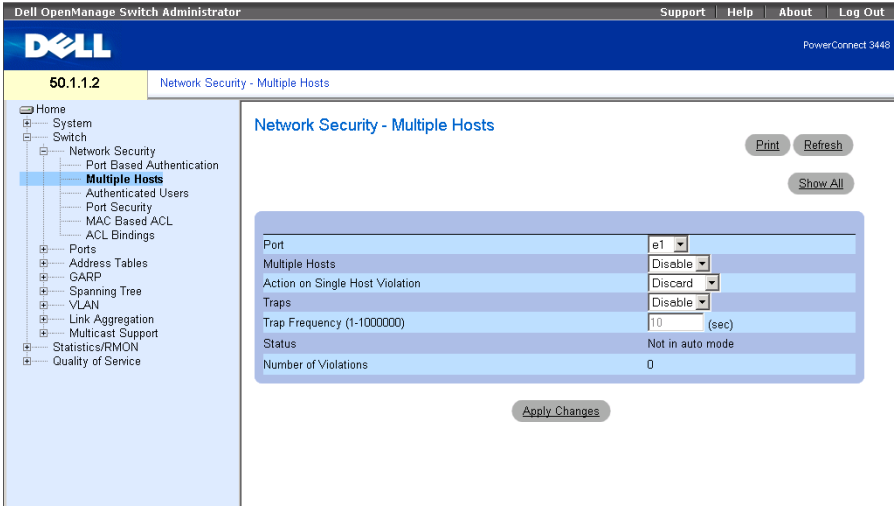 Dell OpenManage Switch Administrator
Support | Help | About | Log Out
DELL
PowerConnect 3448
50.1.1.2
Network Security - Multiple Hosts
Home
System
Switch
Network Security
Port Based Authentication
Multiple Hosts
Authenticated Users
Port Security
MAC Based ACL
ACL Bindings
Ports
Address Tables
GARP
Spanning Tree
VLAN
Link Aggregation
Multicast Support
Statistics/RMON
Quality of Service
Network Security - Multiple Hosts
Print
Refresh
Show All
Port e1
Multiple Hosts Disable
Action on Single Host Violation Discard
Traps Disable
Trap Frequency (1-1000000) 10 (sec)
Status Not in auto mode
Number of Violations 0
Apply Changes